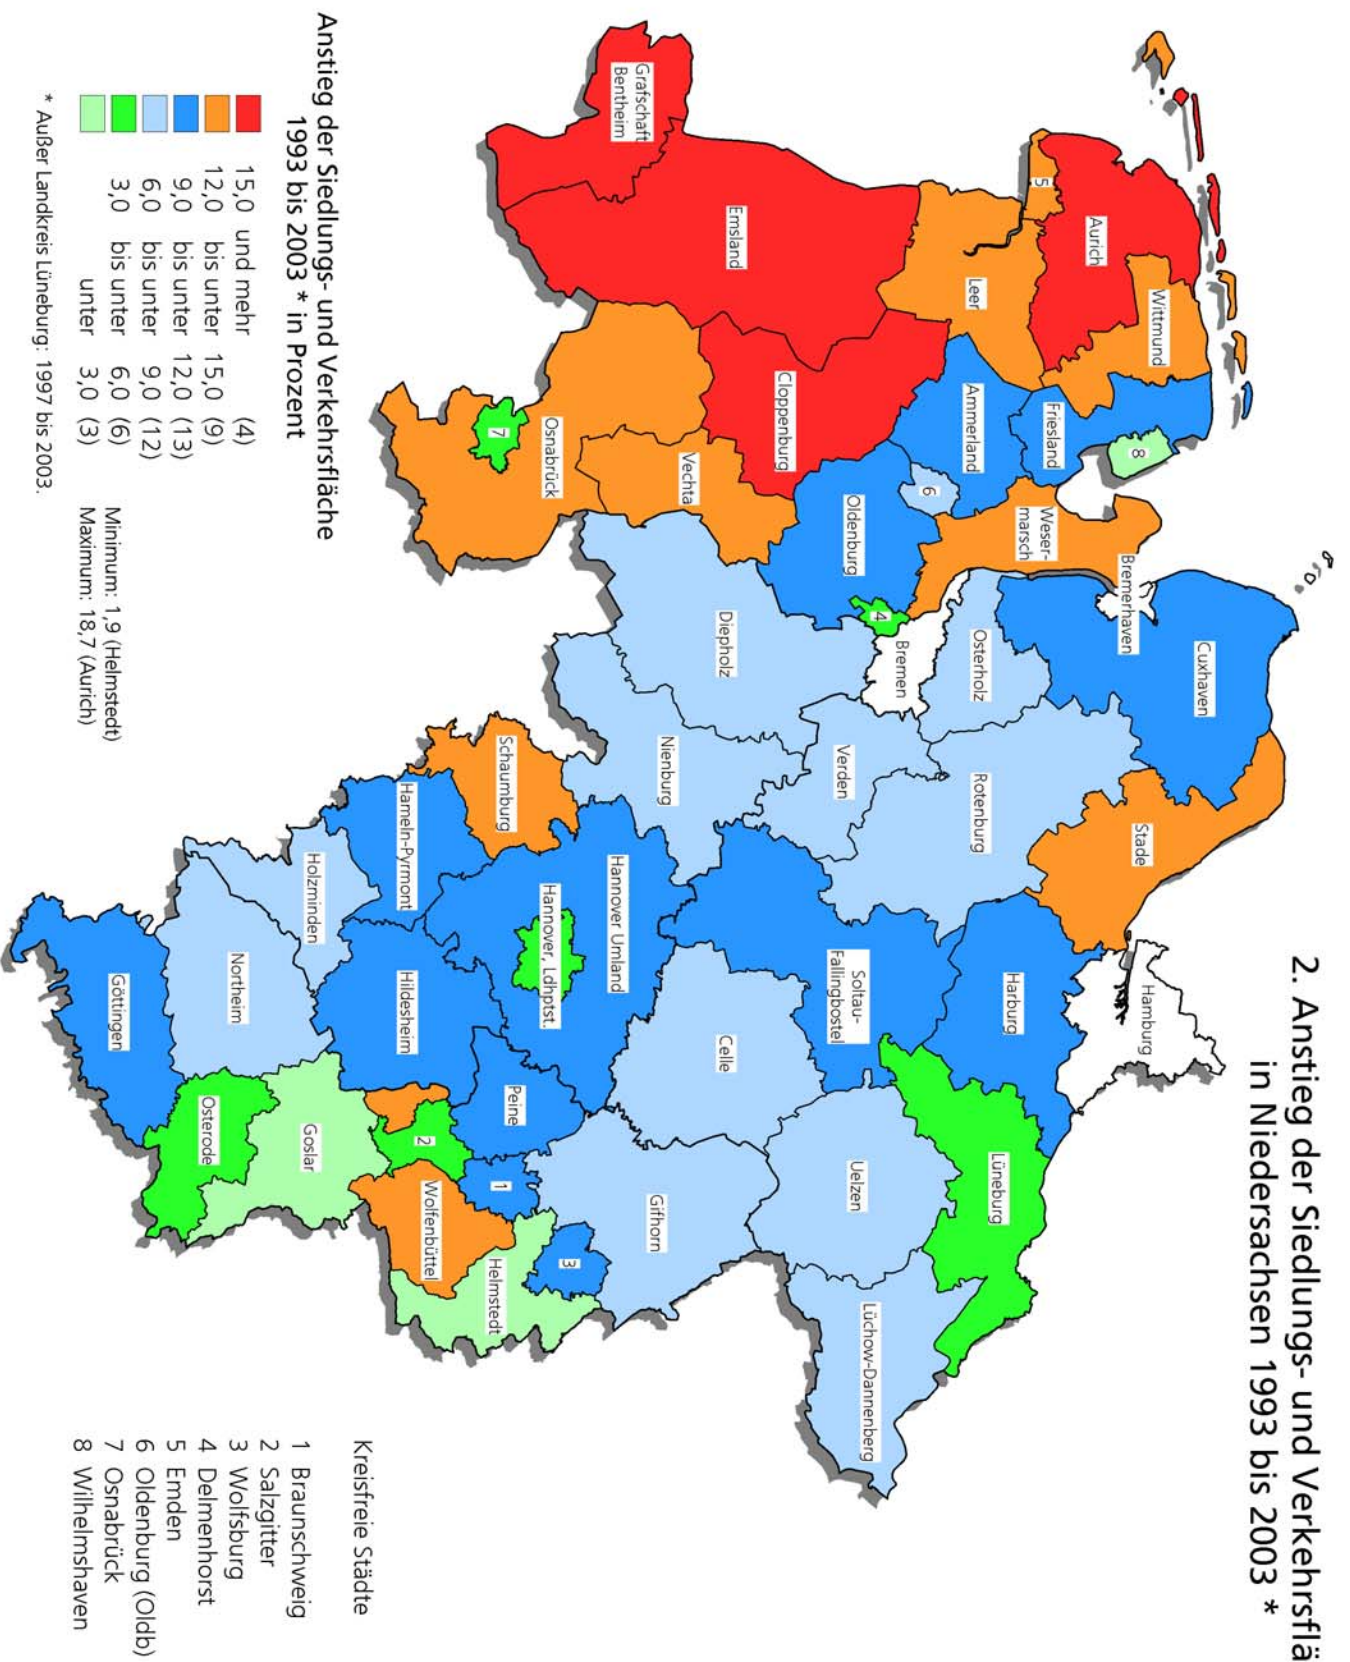 2. Anstieg der Siedlungs- und Verkehrsflä
in Niedersachsen 1993 bis 2003 *
Hamburg
Cuxhaven
Bremerhaven
Stade
Wittmund
Aurich
5
Leer
8
Friesland
Ammerland
6
Weser-
marsch
Osterholz
Rotenburg
Harburg
Lüneburg
Emsland
Cloppenburg
Oldenburg
4
Bremen
Verden
Soltau-
Fallingbostel
Uelzen
Lüchow-Dannenberg
Grafschaft
Bentheim
Vechta
Diepholz
Nienburg
Celle
Gifhorn
Osnabrück
7
Schaumburg
Hannover Umland
Hannover, Ldhptst.
Peine
1
3
Helmstedt
Hameln-Pyrmont
Hildesheim
2
Wolfenbüttel
Holzminden
Northeim
Goslar
Osterode
Göttingen
Anstieg der Siedlungs- und Verkehrsfläche
1993 bis 2003 * in Prozent
15,0 und mehr (4)
12,0 bis unter 15,0 (9)
9,0 bis unter 12,0 (13)
6,0 bis unter 9,0 (12)
3,0 bis unter 6,0 (6)
unter 3,0 (3)
Minimum: 1,9 (Helmstedt)
Maximum: 18,7 (Aurich)
* Außer Landkreis Lüneburg: 1997 bis 2003.
Kreisfreie Städte
1 Braunschweig
2 Salzgitter
3 Wolfsburg
4 Delmenhorst
5 Emden
6 Oldenburg (Oldb)
7 Osnabrück
8 Wilhelmshaven